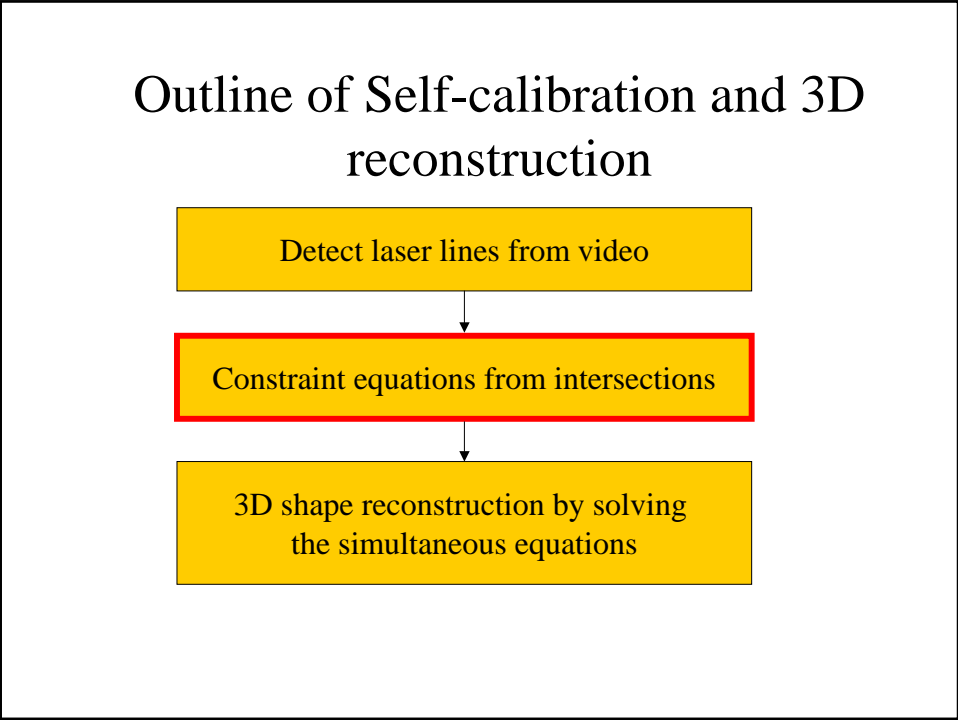 Outline of Self-calibration and 3D
reconstruction
Detect laser lines from video
Constraint equations from intersections
3D shape reconstruction by solving
the simultaneous equations